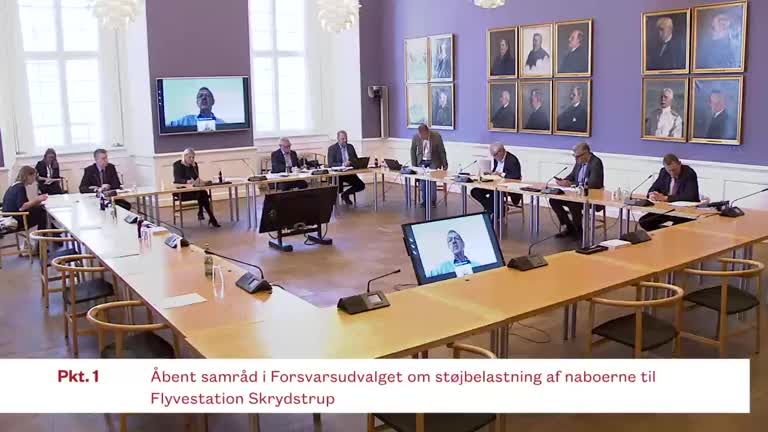 Pkt. 1 Åbent samråd i Forsvarsudvalget om støjbelastning af naboerne til
Flyvestation Skrydstrup